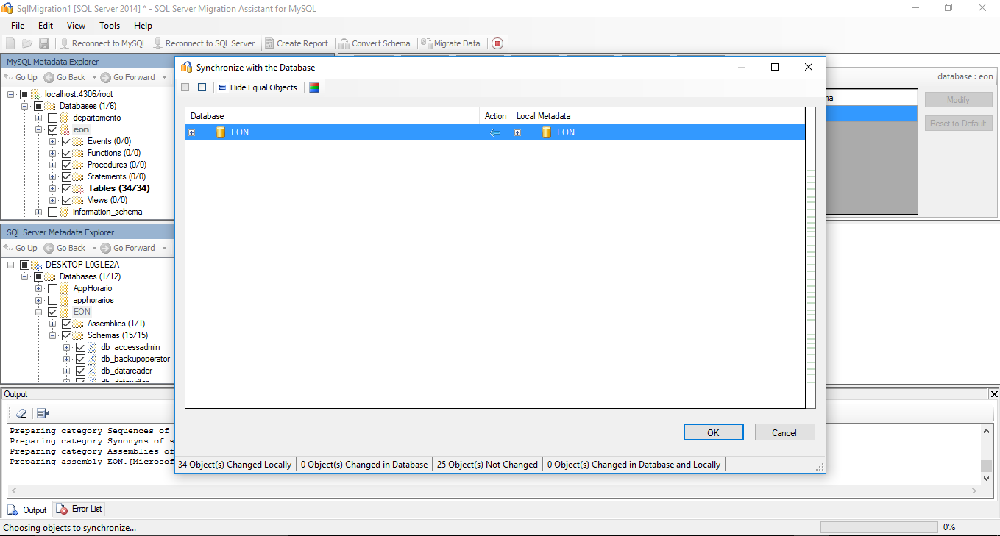 SqlMigration1 [SQL Server 2014] * - SQL Server Migration Assistant for MySQL
File Edit View Tools Help
Reconnect to MySQL Reconnect to SQL Server Create Report Convert Schema Migrate Data
MySQL Metadata Explorer
Go Up Go Back Go Forward
localhost:4306/root
Databases (1/6)
departamento
eon
Events (0/0)
Functions (0/0)
Procedures (0/0)
Statements (0/0)
Tables (34/34)
Views (0/0)
information_schema
SQL Server Metadata Explorer
Go Up Go Back Go Forward
DESKTOP-L0GLE2A
Databases (1/12)
AppHorario
apphorarios
EON
Assemblies (1/1)
Schemas (15/15)
db_accessadmin
db_backupoperator
db_datareader
db_datawriter
Synchronize with the Database
Hide Equal Objects
Database Action Local Metadata
EON EON
OK Cancel
34 Object(s) Changed Locally 0 Object(s) Changed in Database 25 Object(s) Not Changed 0 Object(s) Changed in Database and Locally
database : eon
ma
Modify
Reset to Default
Output
Preparing category Sequences of
Preparing category Synonyms of s
Preparing category Assemblies of
Preparing assembly EON.[Microsof
Output Error List
Choosing objects to synchronize... 0%